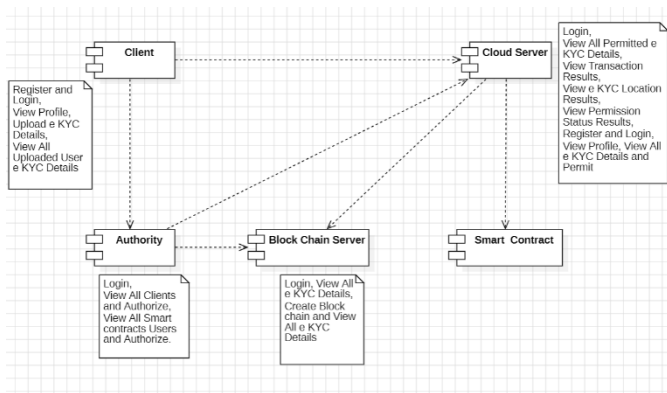 Client
Cloud Server
Login,
View All Permitted e
KYC Details,
View Transaction
Results,
View e KYC Location
Results,
View Permission
Status Results,
Register and Login,
View Profile, View All
e KYC Details and
Permit
Register and
Login,
View Profile,
Upload e KYC
Details,
View All
Uploaded User
e KYC Details
Authority
Block Chain Server
Smart Contract
Login,
View All Clients
and Authorize,
View All Smart
contracts Users
and Authorize.
Login, View All
e KYC Details,
Create Block
chain and View
All e KYC
Details